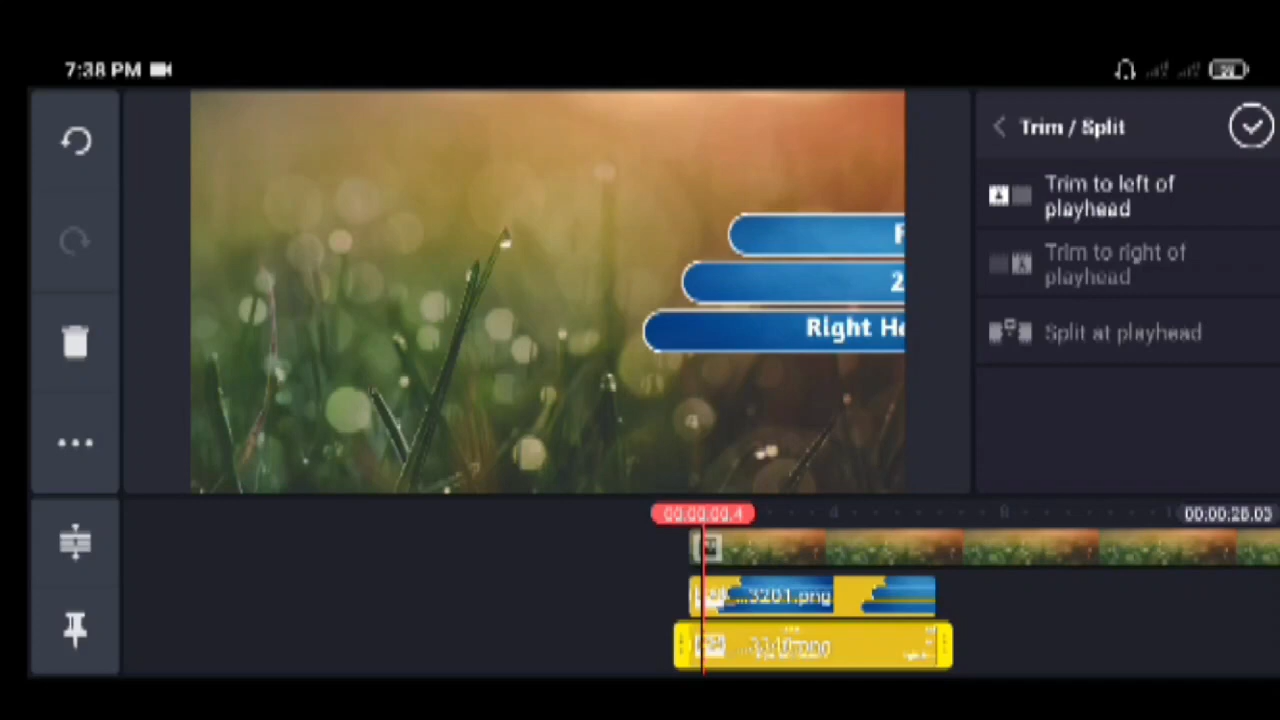 7:38 PM
Trim / Split
Trim to left of
playhead
Trim to right of
playhead
Split at playhead
F
2
Right He
00:00:00.4
00:00:28.03
...3201.png